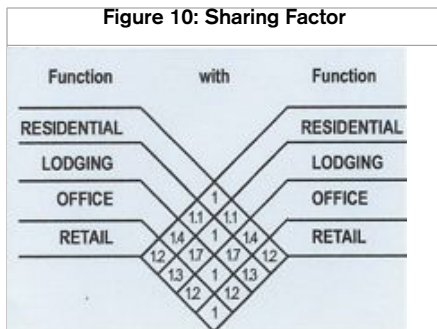 Figure 10: Sharing Factor
Function with Function
RESIDENTIAL RESIDENTIAL
LODGING LODGING
OFFICE OFFICE
RETAIL RETAIL
1
1.1 1.1
1.4 1 1.4
1.2 1.7 1.7 1.2
1.3 1 1.3
1.2 1.2
1